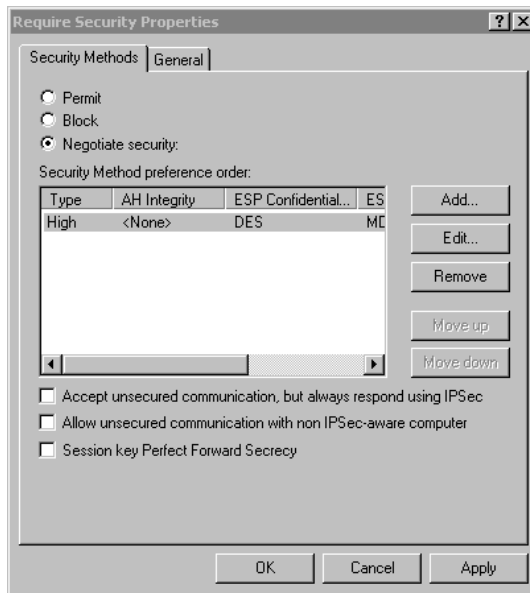 Require Security Properties
Security Methods General
Permit
Block
Negotiate security:
Security Method preference order:
Type AH Integrity ESP Confidential... ES
High <None> DES MD
Add...
Edit...
Remove
Move up
Move down
Accept unsecured communication, but always respond using IPSec
Allow unsecured communication with non IPSec-aware computer
Session key Perfect Forward Secrecy
OK Cancel Apply